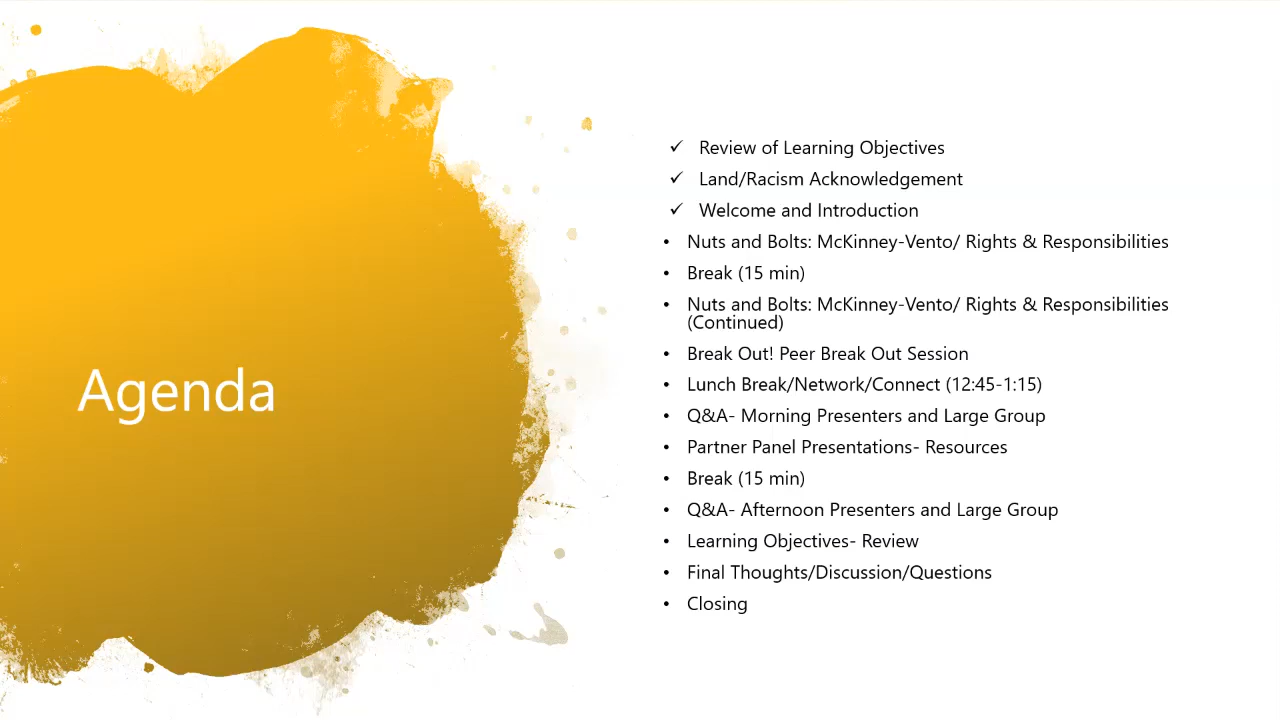 Agenda
✓ Review of Learning Objectives
✓ Land/Racism Acknowledgement
✓ Welcome and Introduction
• Nuts and Bolts: McKinney-Vento/ Rights & Responsibilities
• Break (15 min)
• Nuts and Bolts: McKinney-Vento/ Rights & Responsibilities
(Continued)
• Break Out! Peer Break Out Session
• Lunch Break/Network/Connect (12:45-1:15)
• Q&A- Morning Presenters and Large Group
• Partner Panel Presentations- Resources
• Break (15 min)
• Q&A- Afternoon Presenters and Large Group
• Learning Objectives- Review
• Final Thoughts/Discussion/Questions
• Closing